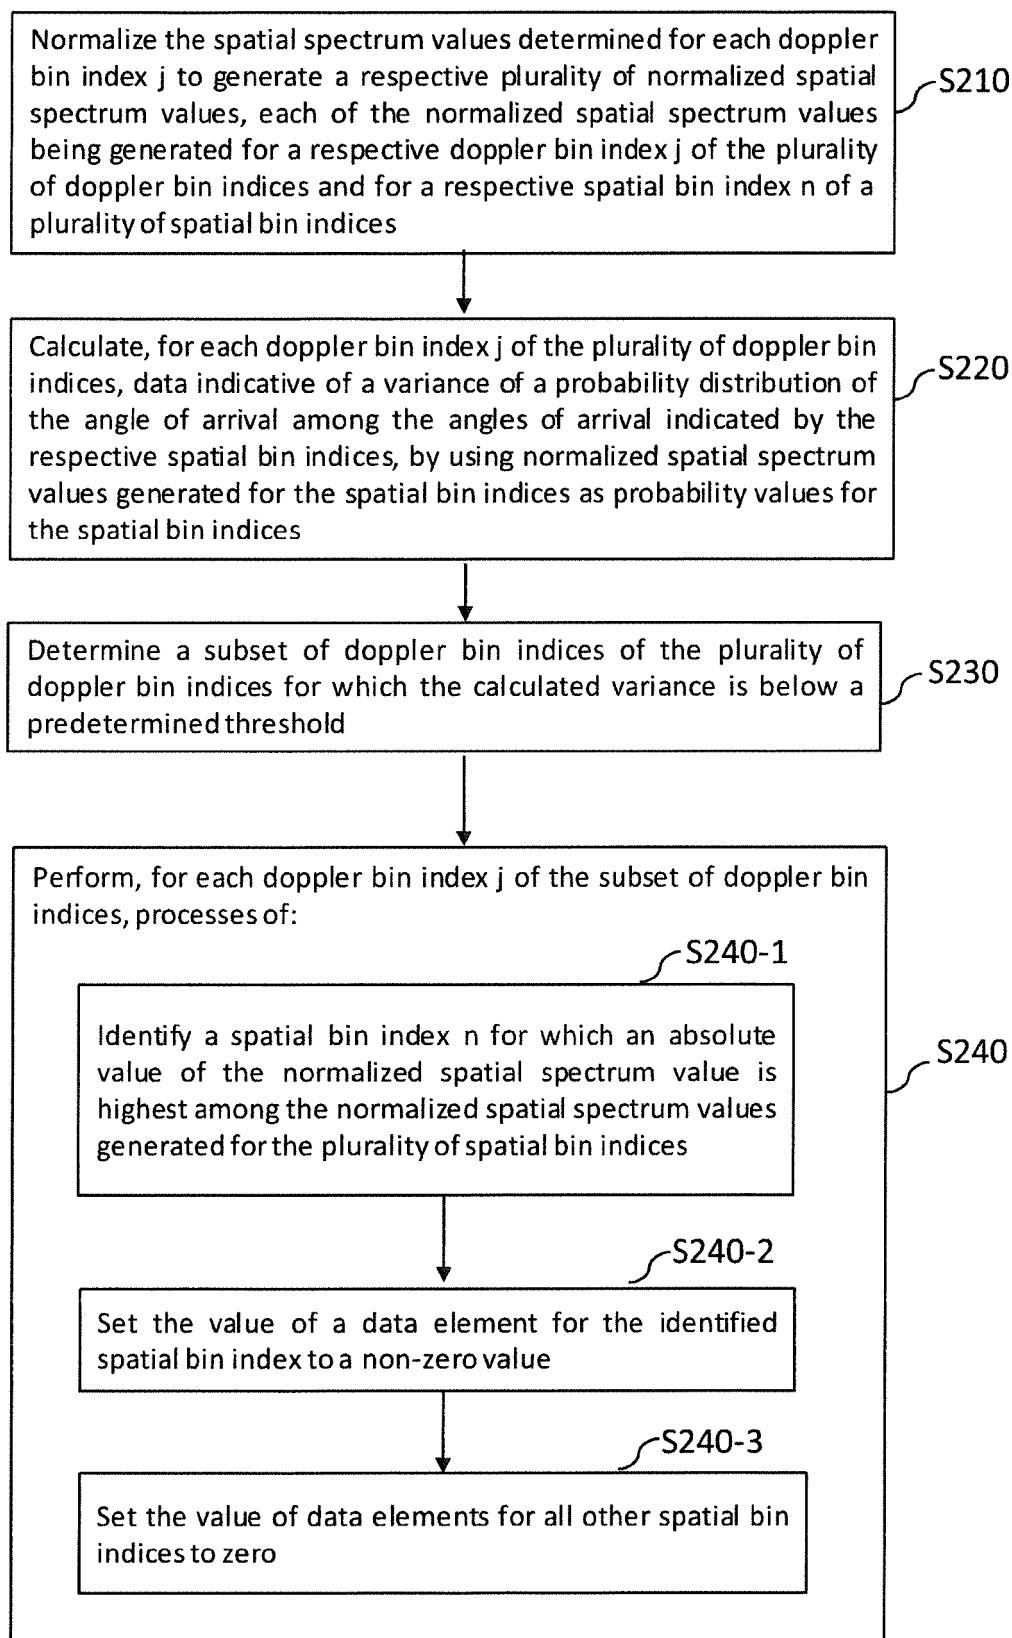 Normalize the spatial spectrum values determined for each doppler
bin index j to generate a respective plurality of normalized spatial
spectrum values, each of the normalized spatial spectrum values
being generated for a respective doppler bin index j of the plurality
of doppler bin indices and for a respective spatial bin index n of a
plurality of spatial bin indices
S210
Calculate, for each doppler bin index j of the plurality of doppler bin
indices, data indicative of a variance of a probability distribution of
the angle of arrival among the angles of arrival indicated by the
respective spatial bin indices, by using normalized spatial spectrum
values generated for the spatial bin indices as probability values for
the spatial bin indices
S220
Determine a subset of doppler bin indices of the plurality of
doppler bin indices for which the calculated variance is below a
predetermined threshold
S230
Perform, for each doppler bin index j of the subset of doppler bin
indices, processes of:
S240
S240-1
Identify a spatial bin index n for which an absolute
value of the normalized spatial spectrum value is
highest among the normalized spatial spectrum values
generated for the plurality of spatial bin indices
S240-2
Set the value of a data element for the identified
spatial bin index to a non-zero value
S240-3
Set the value of data elements for all other spatial bin
indices to zero